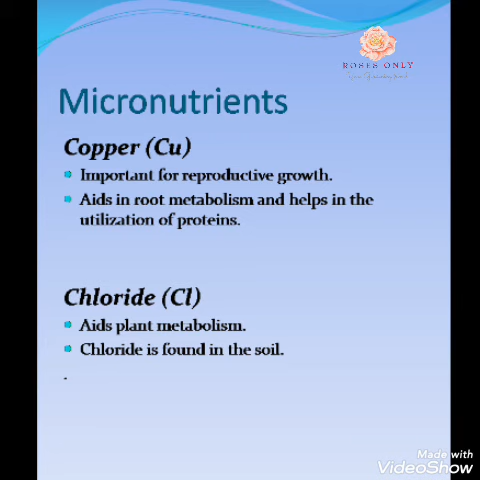 ROSES ONLY
Micronutrients
Copper (Cu)
Important for reproductive growth.
Aids in root metabolism and helps in the
utilization of proteins.
Chloride (Cl)
Aids plant metabolism.
Chloride is found in the soil.
.
Made with
VideoShow